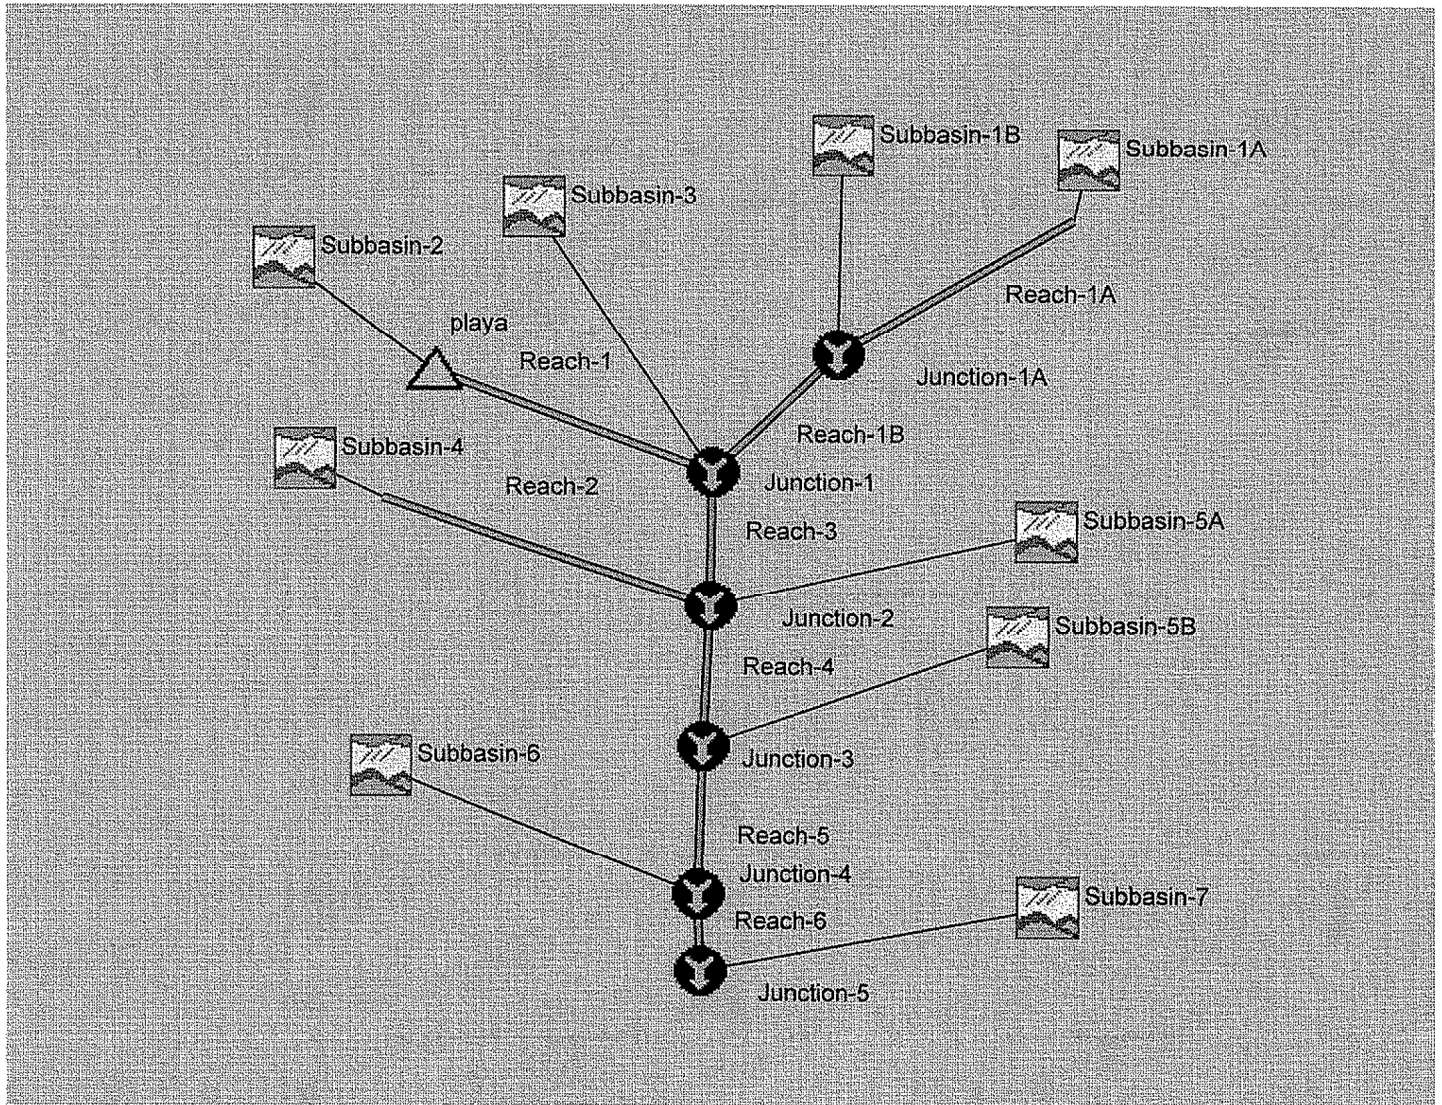 Subbasin-1B
Subbasin-1A
Subbasin-3
Subbasin-2
Reach-1A
playa
Reach-1
Junction-1A
Reach-1B
Subbasin-4
Junction-1
Reach-2
Subbasin-5A
Reach-3
Junction-2
Subbasin-5B
Reach-4
Subbasin-6
Junction-3
Reach-5
Junction-4
Subbasin-7
Reach-6
Junction-5